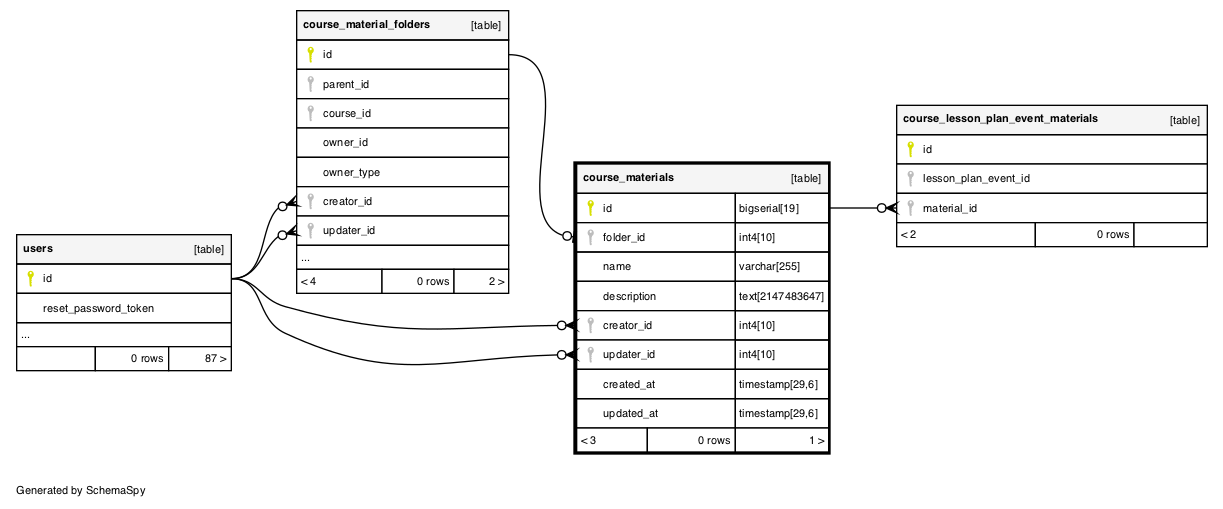 course_material_folders [table]
id
parent_id
course_id
owner_id
owner_type
creator_id
updater_id
...
< 4 0 rows 2 >
users [table]
id
reset_password_token
...
0 rows 87 >
course_materials [table]
id bigserial[19]
folder_id int4[10]
name varchar[255]
description text[2147483647]
creator_id int4[10]
updater_id int4[10]
created_at timestamp[29,6]
updated_at timestamp[29,6]
< 3 0 rows 1 >
course_lesson_plan_event_materials [table]
id
lesson_plan_event_id
material_id
< 2 0 rows
Generated by SchemaSpy